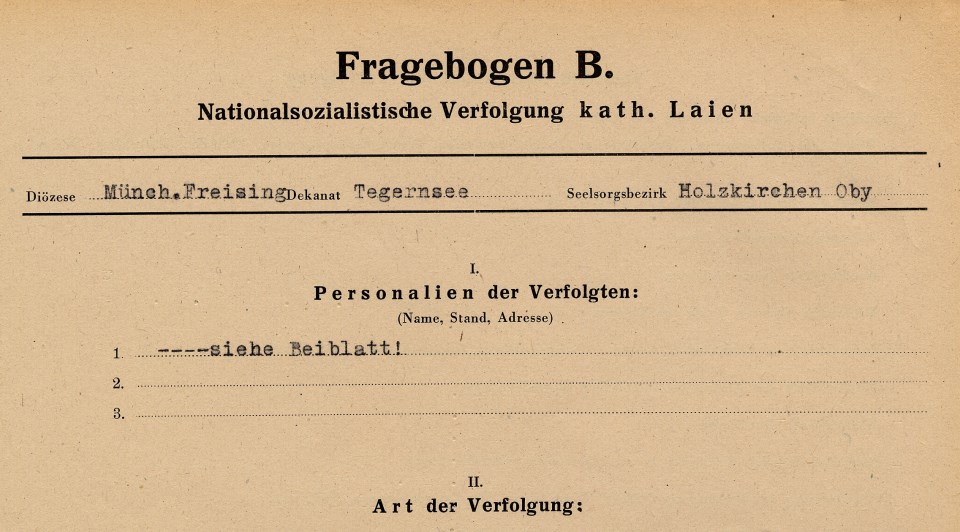 Fragebogen B.
Nationalsozialistische Verfolgung kath. Laien
Diözese Münch.Freising Dekanat Tegernsee Seelsorgsbezirk Holzkirchen Oby
I.
Personalien der Verfolgten:
(Name, Stand, Adresse)
1. ----siehe Beiblatt!
2.
3.
II.
Art der Verfolgung: